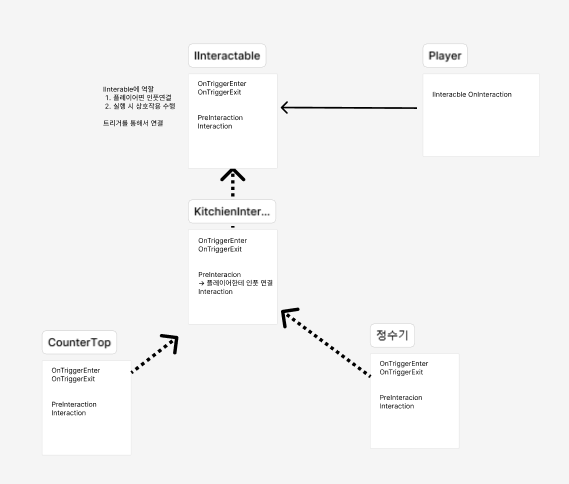 IInteractable
OnTriggerEnter
OnTriggerExit
PreInteraction
Interaction
IInterable에 역할
1. 플레이어면 인풋연결
2. 실행 시 상호작용 수행
트리거를 통해서 연결
Player
IInteracble OnInteraction
KitchienInter...
OnTriggerEnter
OnTriggerExit
PreInteracion
→ 플레이어한테 인풋 연결
Interaction
CounterTop
OnTriggerEnter
OnTriggerExit
PreInteraction
Interaction
정수기
OnTriggerEnter
OnTriggerExit
PreInteracion
Interaction